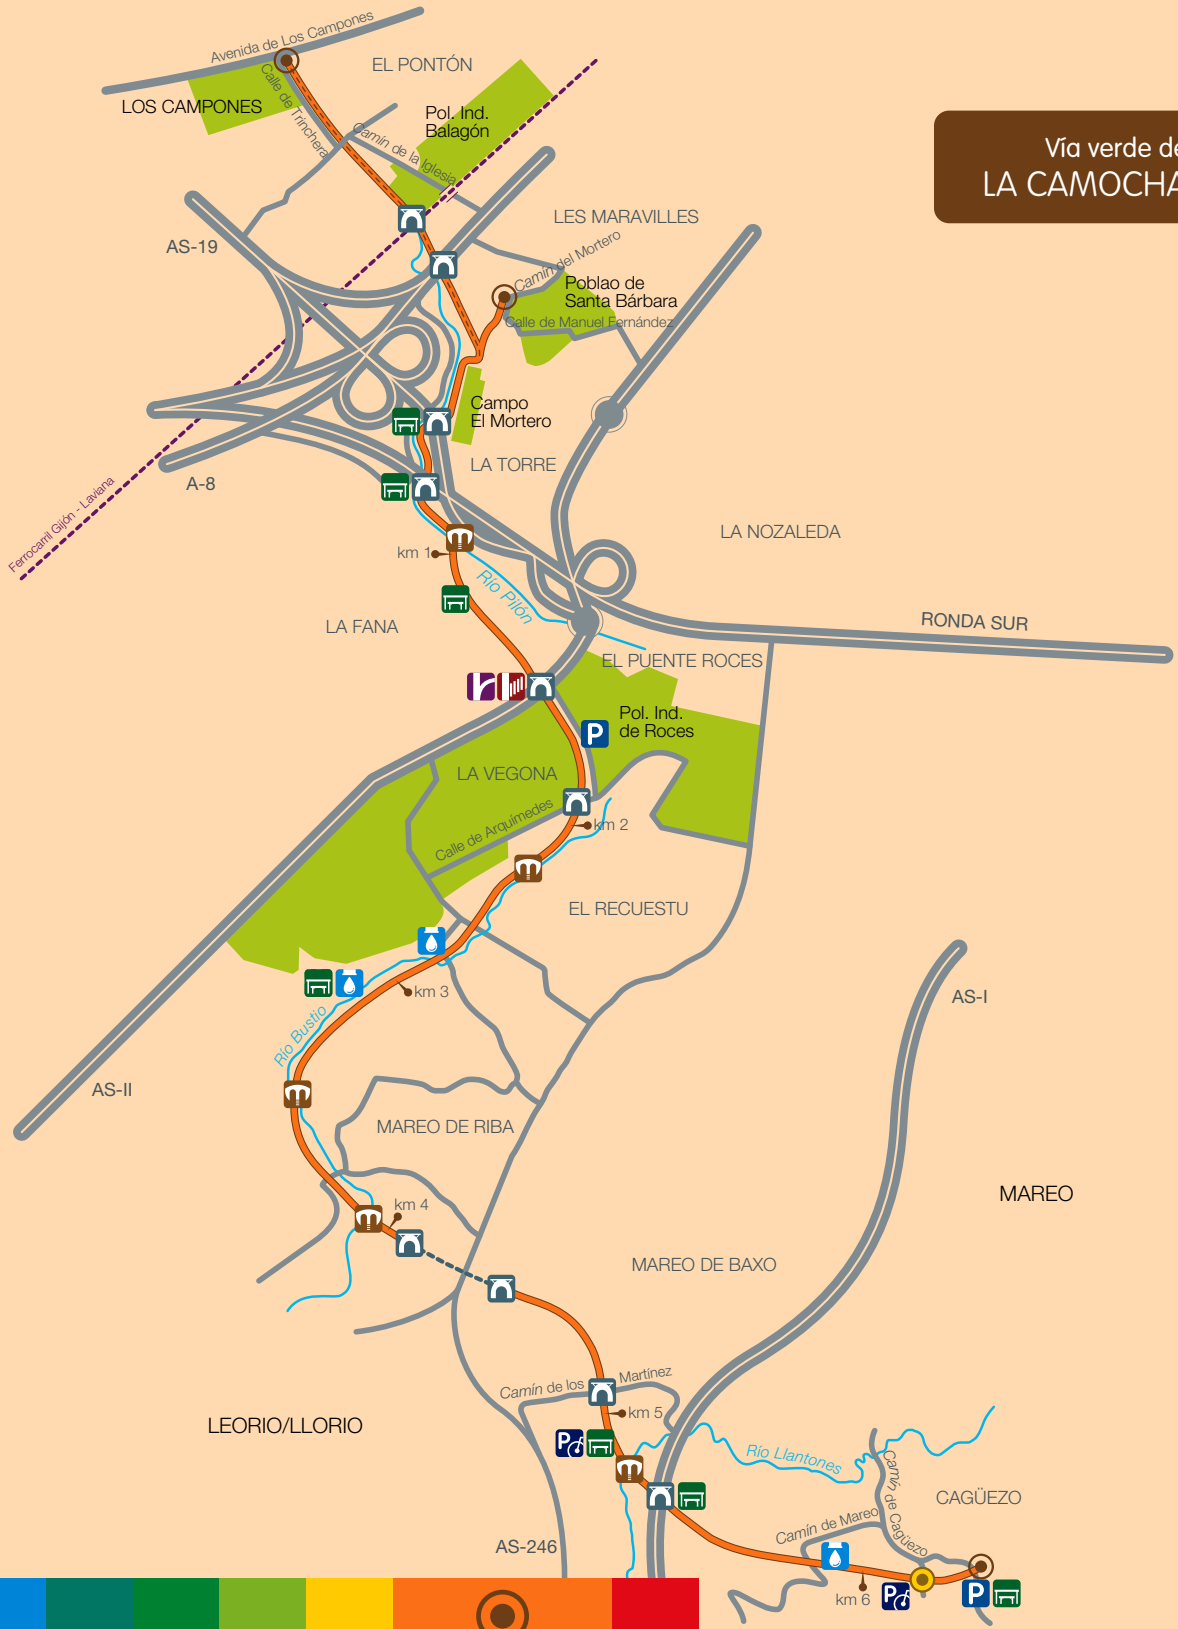 Avenida de Los Campones
EL PONTÓN
LOS CAMPONES
Calle de Trinchera
Pol. Ind.
Balagón
Camín de la Iglesia
Vía verde de
LA CAMOCHA
LES MARAVILLES
AS-19
Camín del Mortero
Poblao de
Santa Bárbara
Calle de Manuel Fernández
Campo
El Mortero
LA TORRE
A-8
Ferrocarril Gijón - Laviana
LA NOZALEDA
km 1
Río Pilón
LA FANA
RONDA SUR
EL PUENTE ROCES
Pol. Ind.
de Roces
P
LA VEGONA
Calle de Arquímedes
km 2
EL RECUESTU
km 3
AS-I
Río Bustio
AS-II
MAREO DE RIBA
MAREO
km 4
MAREO DE BAXO
Camín de los
Martínez
km 5
LEORIO/LLORIO
P
Río Llantones
Camín de Cagüezo
CAGÜEZO
Camín de Mareo
AS-246
km 6
P
P